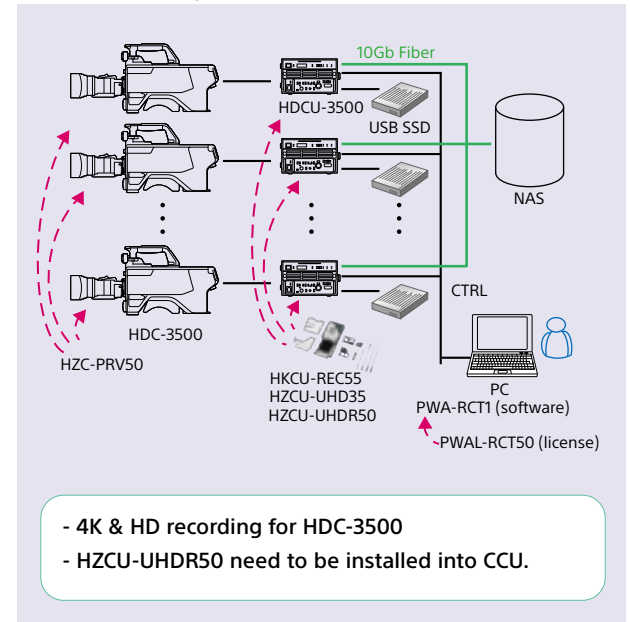 10Gb Fiber
HDCU-3500
USB SSD
NAS
CTRL
HDC-3500
HZC-PRV50
HKCU-REC55
HZCU-UHD35
HZCU-UHDR50
PC
PWA-RCT1 (software)
PWAL-RCT50 (license)
- 4K & HD recording for HDC-3500
- HZCU-UHDR50 need to be installed into CCU.